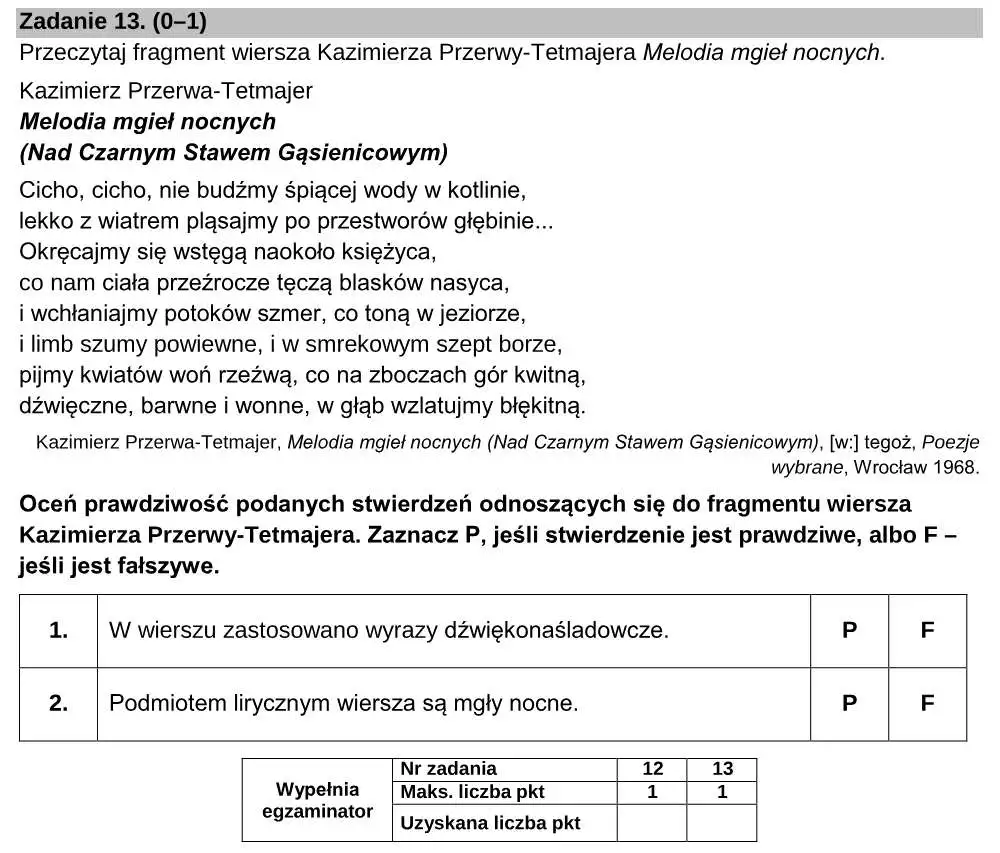 Zadanie 13. (0–1)
Przeczytaj fragment wiersza Kazimierza Przerwy-Tetmajera Melodia mgieł nocnych.
Kazimierz Przerwa-Tetmajer
Melodia mgieł nocnych
(Nad Czarnym Stawem Gąsienicowym)
Cicho, cicho, nie budźmy śpiącej wody w kotlinie,
lekko z wiatrem pląsajmy po przestworów głębinie...
Okręcajmy się wstęgą naokoło księżyca,
co nam ciała przeźrocze tęczą blasków nasyca,
i wchłaniajmy potoków szmer, co toną w jeziorze,
i limb szumy powiewne, i w smrekowym szept borze,
pijmy kwiatów woń rzeźwą, co na zboczach gór kwitną,
dźwięczne, barwne i wonne, w głąb wzlatujmy błękitną.
Kazimierz Przerwa-Tetmajer, Melodia mgieł nocnych (Nad Czarnym Stawem Gąsienicowym), [w:] tegoż, Poezje
wybrane, Wrocław 1968.
Oceń prawdziwość podanych stwierdzeń odnoszących się do fragmentu wiersza
Kazimierza Przerwy-Tetmajera. Zaznacz P, jeśli stwierdzenie jest prawdziwe, albo F –
jeśli jest fałszywe.
1. W wierszu zastosowano wyrazy dźwiękonaśladowcze. P F
2. Podmiotem lirycznym wiersza są mgły nocne. P F
Wypełnia
egzaminator
Nr zadania 12 13
Maks. liczba pkt 1 1
Uzyskana liczba pkt